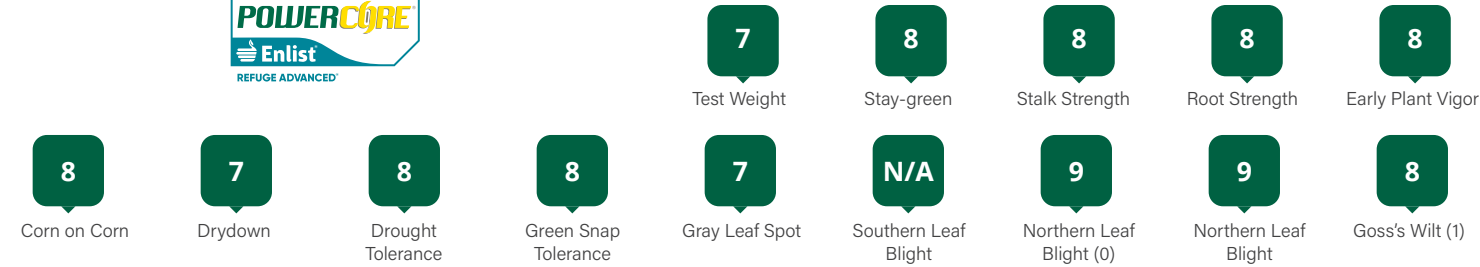 POWERCORE®
Enlist®
REFUGE ADVANCED®
7 8 8 8 8
Test Weight Stay-green Stalk Strength Root Strength Early Plant Vigor
8 7 8 8 7 N/A 9 9 8
Corn on Corn Drydown Drought Green Snap Gray Leaf Spot Southern Leaf Northern Leaf Northern Leaf Goss's Wilt (1)
Tolerance Tolerance Blight Blight (0) Blight